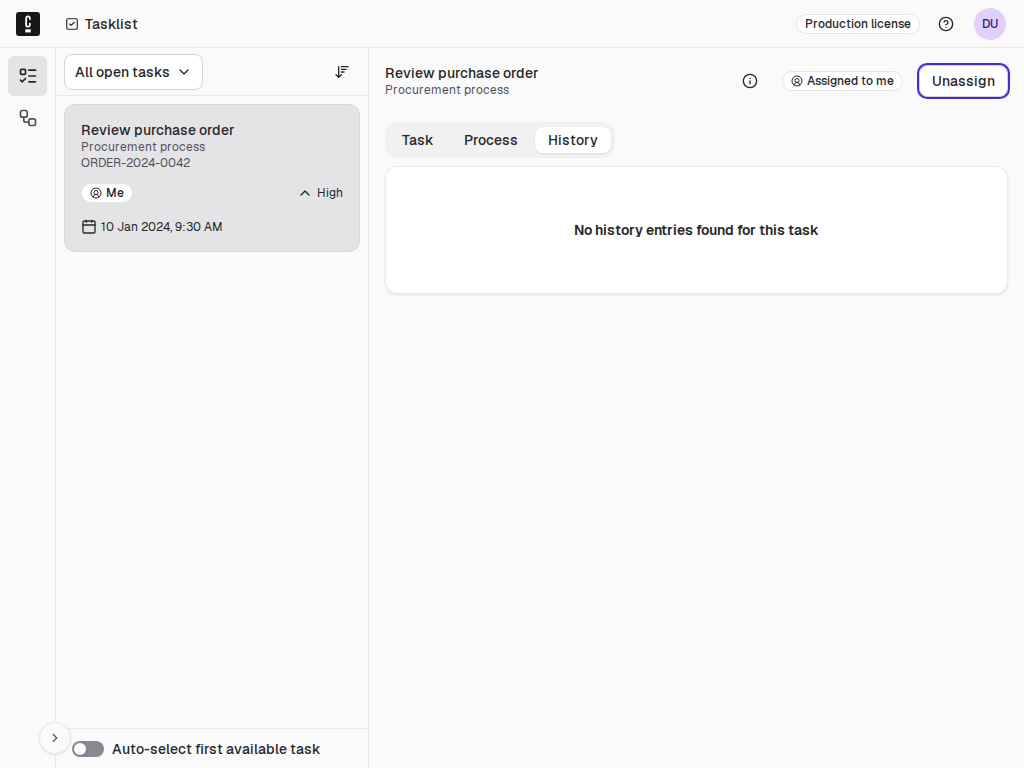 Tasklist
Production license
DU
All open tasks
Review purchase order
Procurement process
ORDER-2024-0042
Me
High
10 Jan 2024, 9:30 AM
Auto-select first available task
Review purchase order
Procurement process
Assigned to me
Unassign
Task
Process
History
No history entries found for this task